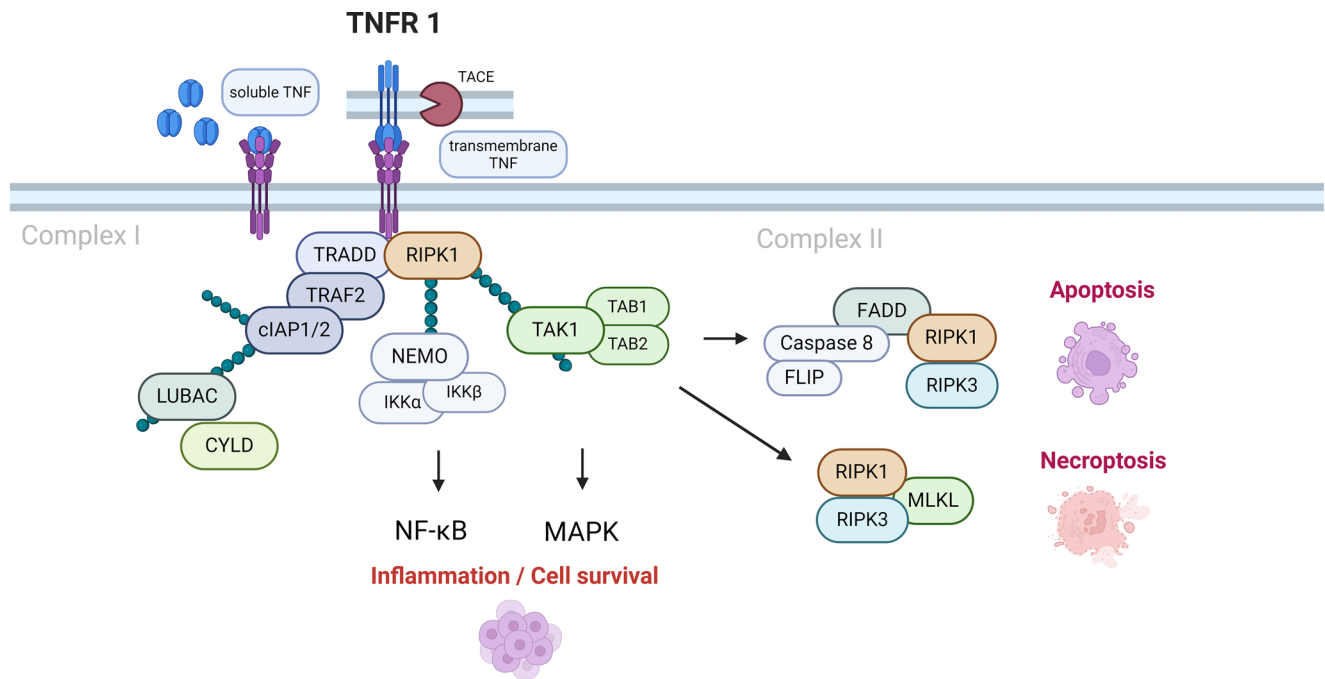 TNFR 1
TACE
soluble TNF
transmembrane
TNF
Complex I
Complex II
TRADD
RIPK1
TRAF2
cIAP1/2
TAK1
TAB1
TAB2
NEMO
IKKα
IKKβ
LUBAC
CYLD
FADD
Caspase 8
RIPK1
FLIP
RIPK3
Apoptosis
RIPK1
MLKL
RIPK3
Necroptosis
NF-κB
MAPK
Inflammation / Cell survival